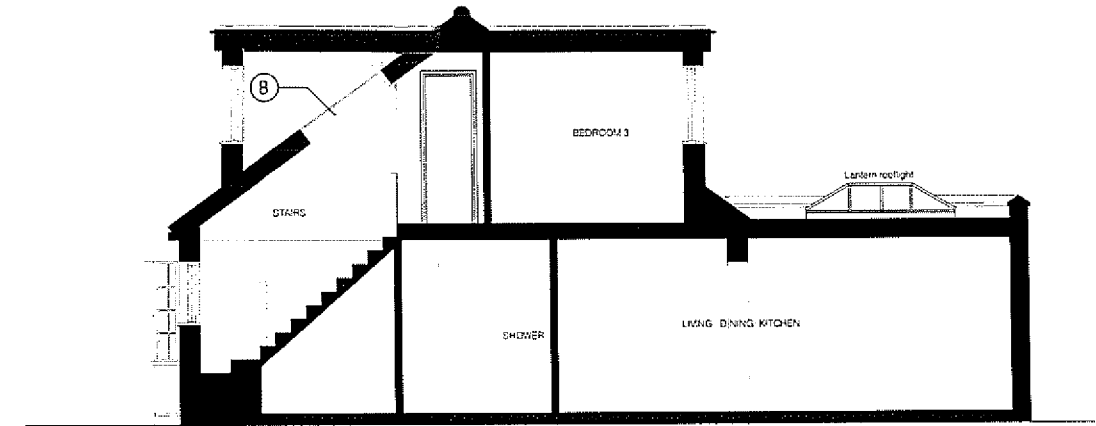 B
BEDROOM 3
Lantern rooflight
STAIRS
SHOWER
LIVING DINING KITCHEN